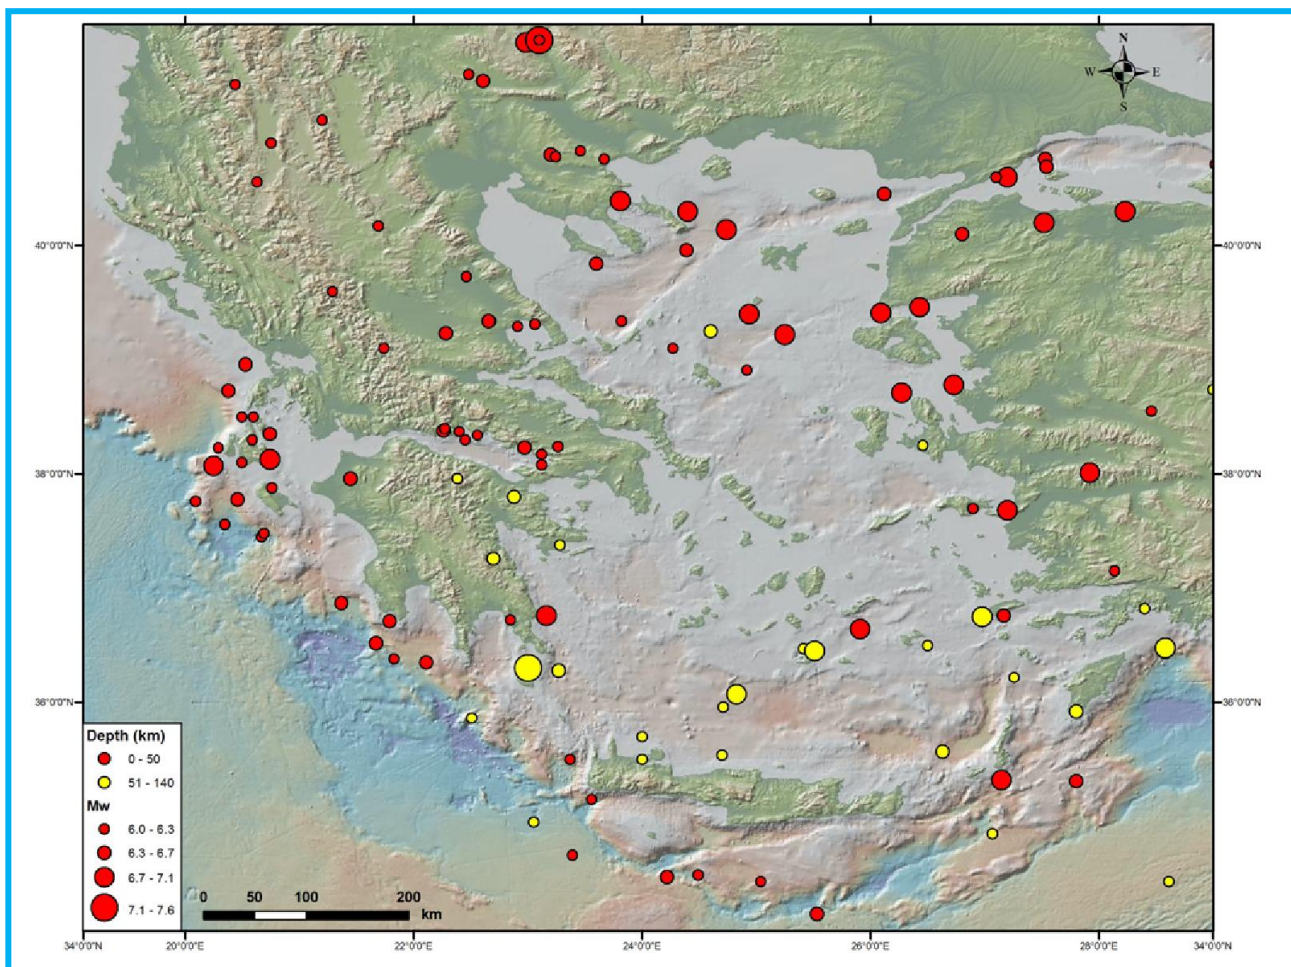 N
W E
S
40°0'0"N 40°0'0"N
38°0'0"N 38°0'0"N
36°0'0"N 36°0'0"N
Depth (km)
0 - 50
51 - 140
Mw
6.0 - 6.3
6.3 - 6.7
6.7 - 7.1
7.1 - 7.6
0 50 100 200
km
34°0'0"N 20°0'0"E 22°0'0"E 24°0'0"E 26°0'0"E 28°0'0"E 34°0'0"N